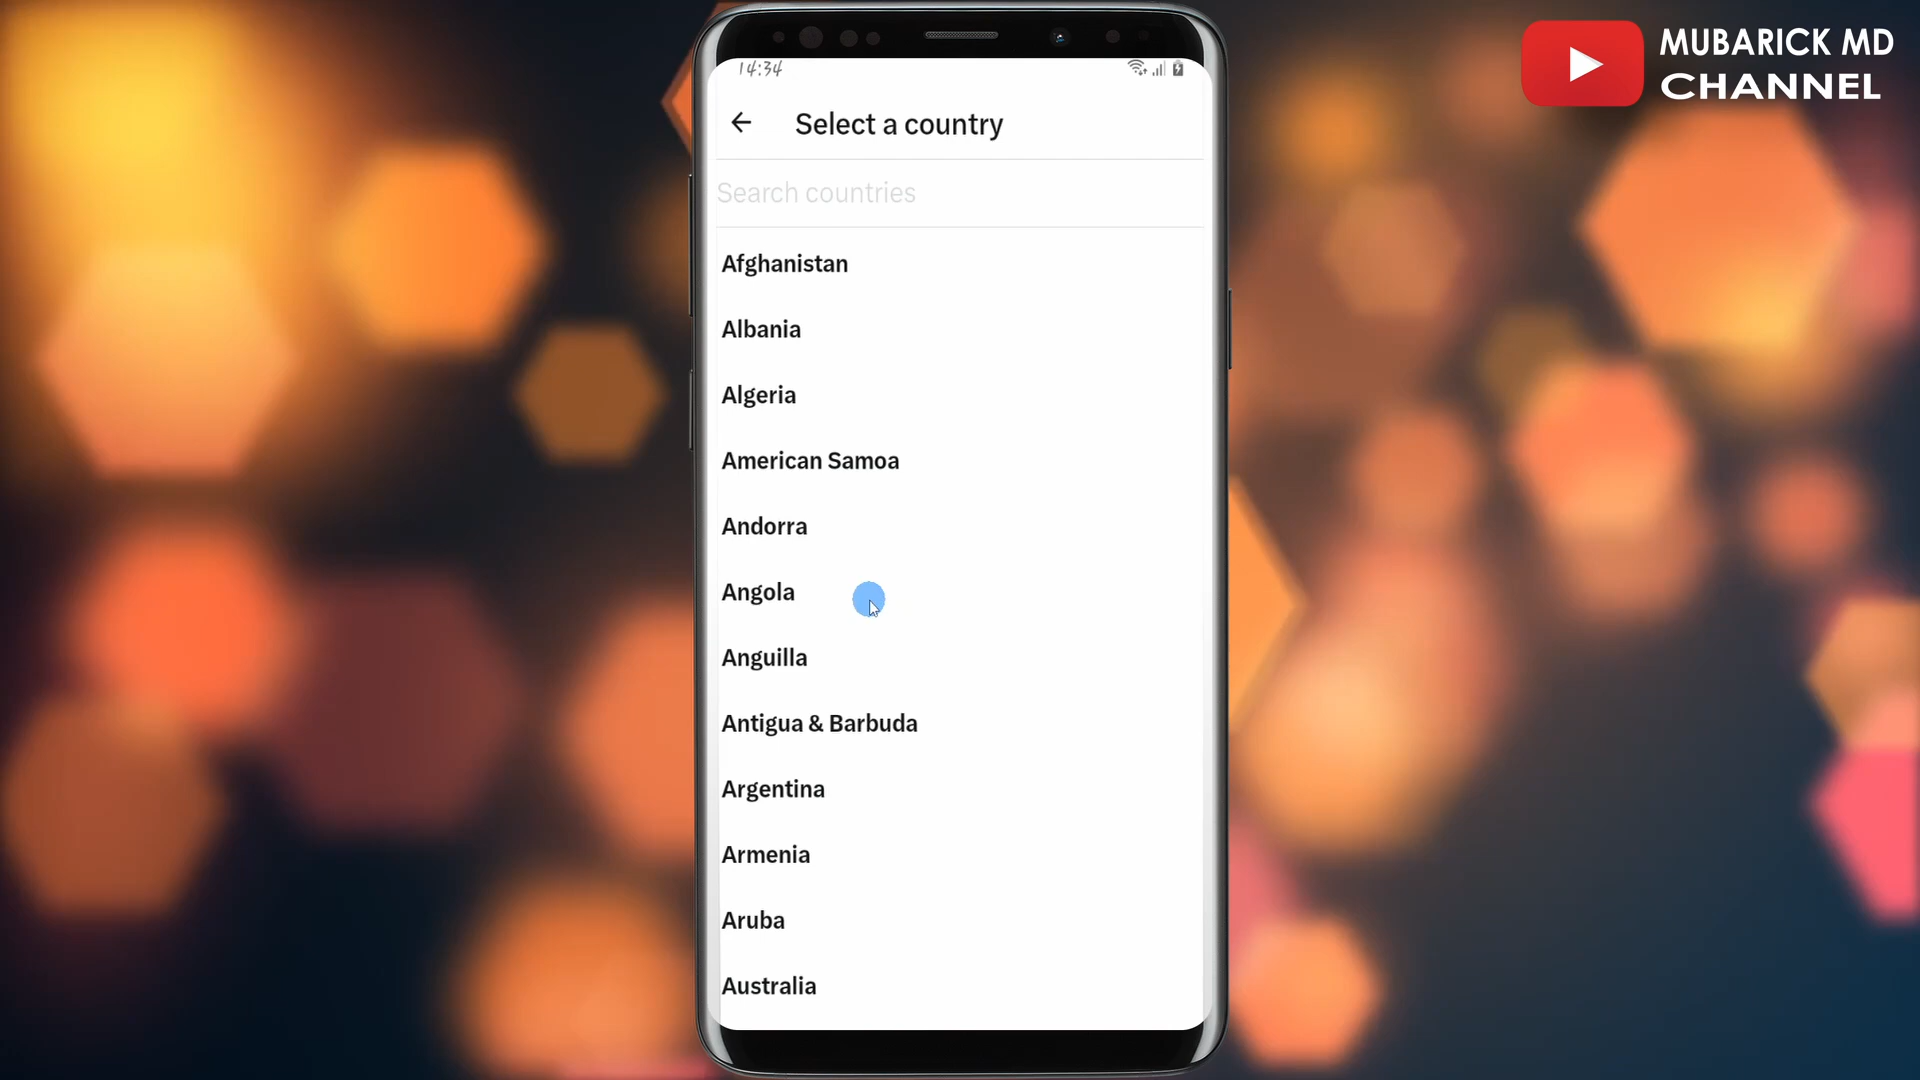 MUBARICK MD
CHANNEL
14:34
Select a country
Search countries
Afghanistan
Albania
Algeria
American Samoa
Andorra
Angola
Anguilla
Antigua & Barbuda
Argentina
Armenia
Aruba
Australia